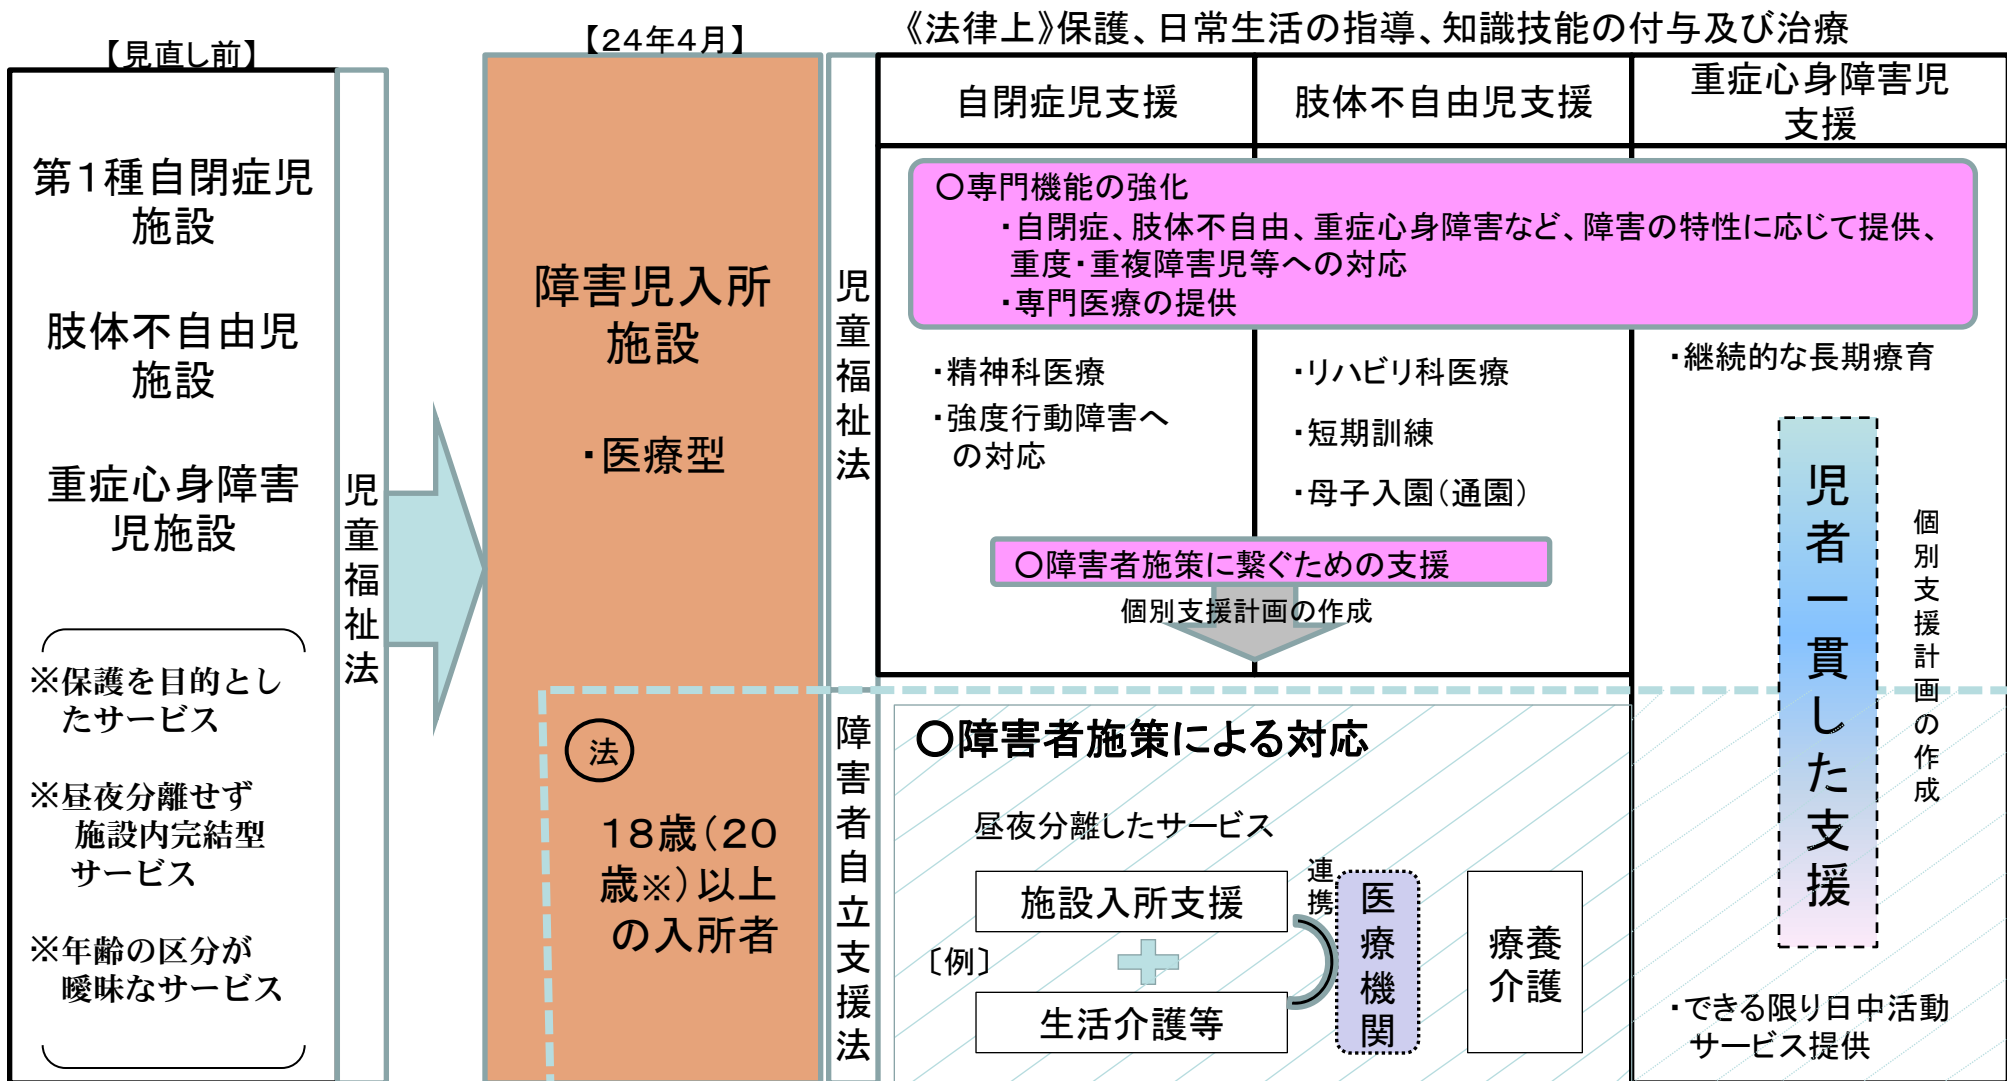 【見直し前】
第1種自閉症児
施設
肢体不自由児
施設
重症心身障害
児施設
※保護を目的とし
たサービス
※昼夜分離せず
施設内完結型
サービス
※年齢の区分が
曖昧なサービス
児童福祉法
【24年4月】
障害児入所
施設
・医療型
法
18歳(20
歳※)以上
の入所者
児童福祉法
障害者自立支援法
《法律上》保護、日常生活の指導、知識技能の付与及び治療
自閉症児支援
肢体不自由児支援
重症心身障害児
支援
○専門機能の強化
・自閉症、肢体不自由、重症心身障害など、障害の特性に応じて提供、
重度・重複障害児等への対応
・専門医療の提供
・精神科医療
・強度行動障害へ
の対応
・リハビリ科医療
・短期訓練
・母子入園(通園)
・継続的な長期療育
○障害者施策に繋ぐための支援
個別支援計画の作成
児者一貫した支援
個別支援計画の作成
○障害者施策による対応
昼夜分離したサービス
〔例〕
施設入所支援
生活介護等
連携
医療機関
療養
介護
・できる限り日中活動
サービス提供